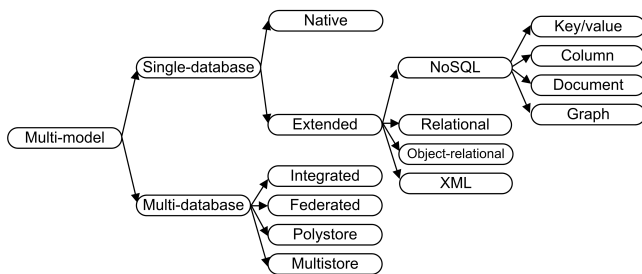 Multi-model
Single-database
Native
Extended
NoSQL
Key/value
Column
Document
Graph
Relational
Object-relational
XML
Multi-database
Integrated
Federated
Polystore
Multistore